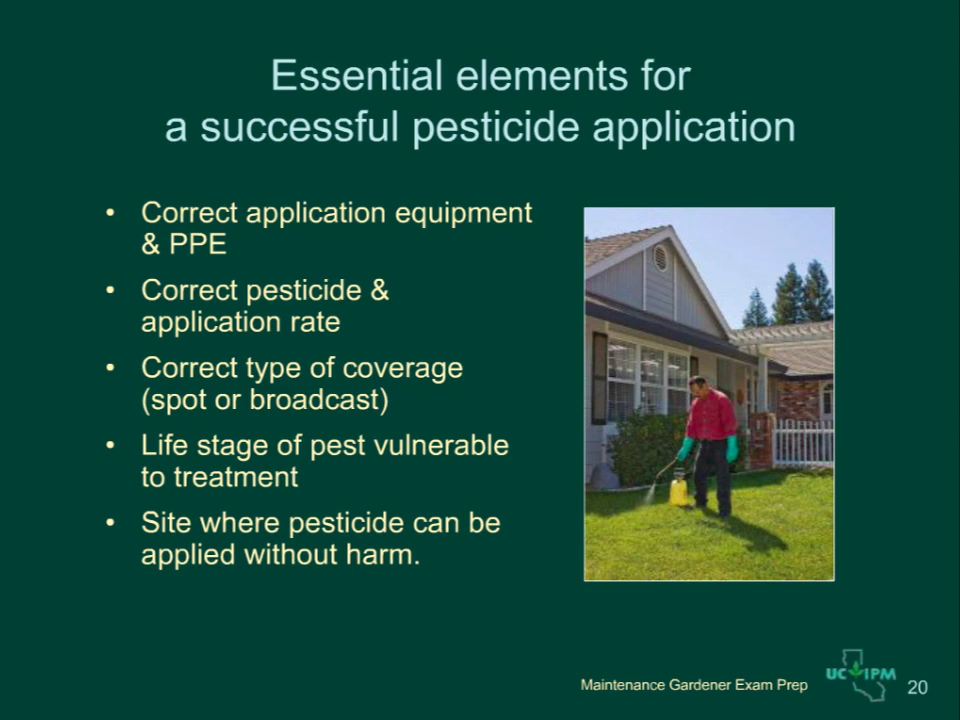 Essential elements for
a successful pesticide application
• Correct application equipment
& PPE
• Correct pesticide &
application rate
• Correct type of coverage
(spot or broadcast)
• Life stage of pest vulnerable
to treatment
• Site where pesticide can be
applied without harm.
Maintenance Gardener Exam Prep
UC IPM
20